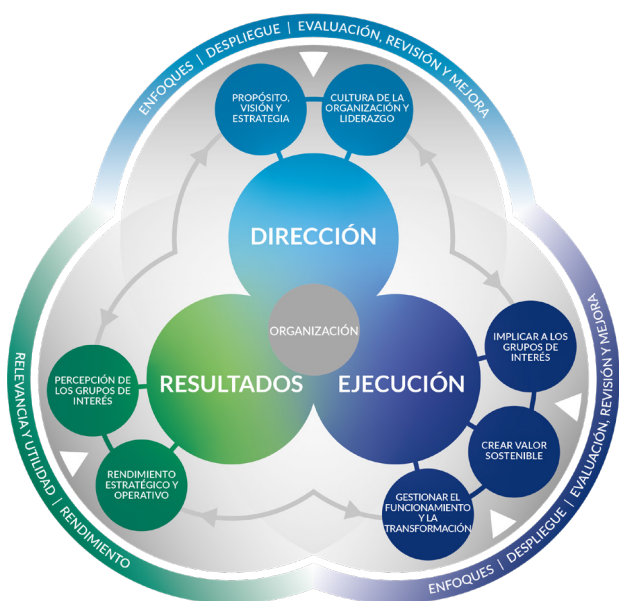 ENFOQUES | DESPLIEGUE | EVALUACIÓN, REVISIÓN Y MEJORA
PROPÓSITO,
VISIÓN Y
ESTRATEGIA
CULTURA DE LA
ORGANIZACIÓN Y
LIDERAZGO
DIRECCIÓN
ORGANIZACIÓN
RESULTADOS
EJECUCIÓN
PERCEPCIÓN DE
LOS GRUPOS DE
INTERÉS
RENDIMIENTO
ESTRATÉGICO Y
OPERATIVO
IMPLICAR A LOS
GRUPOS DE
INTERÉS
CREAR VALOR
SOSTENIBLE
GESTIONAR EL
FUNCIONAMIENTO
Y LA
TRANSFORMACIÓN
RELEVANCIA Y UTILIDAD | RENDIMIENTO
ENFOQUES | DESPLIEGUE | EVALUACIÓN, REVISIÓN Y MEJORA